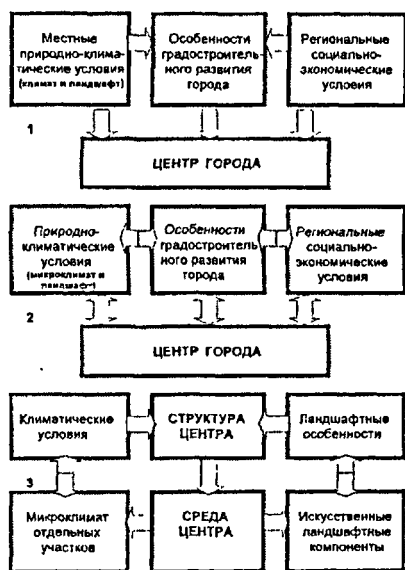 Местные
природно-клима-
тические условия
(климат и ландшафт)
Особенности
градостроитель-
ного развития
города
Региональные
социально-
экономические
условия
1
ЦЕНТР ГОРОДА
Природно-
климатические
условия
(микроклимат и
ландшафт)
Особенности
градостроитель-
ного развития
города
Региональные
социально-
экономические
условия
2
ЦЕНТР ГОРОДА
Климатические
условия
СТРУКТУРА
ЦЕНТРА
Ландшафтные
особенности
3
Микроклимат
отдельных
участков
СРЕДА
ЦЕНТРА
Искусственные
ландшафтные
компоненты